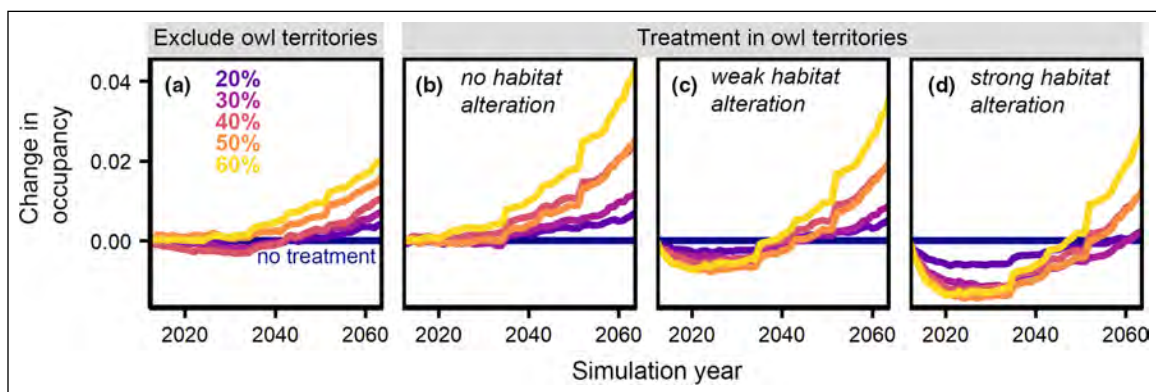 Exclude owl territories
Treatment in owl territories
Change in
occupancy
0.04
0.02
0.00
(a)
20%
30%
40%
50%
60%
no treatment
(b)
no habitat
alteration
(c)
weak habitat
alteration
(d)
strong habitat
alteration
2020 2040 2060
2020 2040 2060
2020 2040 2060
2020 2040 2060
Simulation year